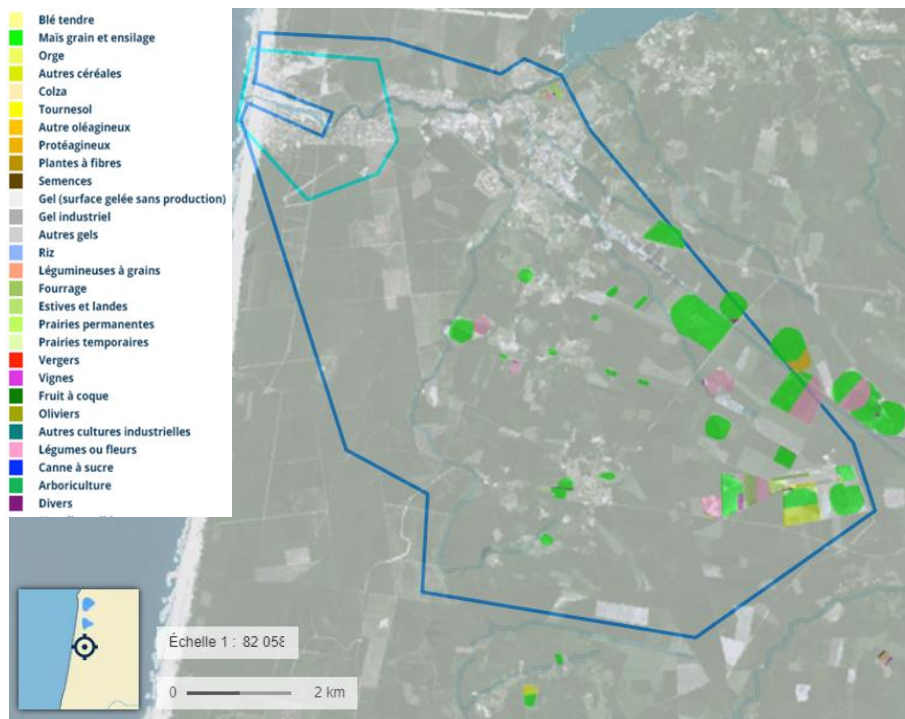 Blé tendre
Maïs grain et ensilage
Orge
Autres céréales
Colza
Tournesol
Autre oléagineux
Protéagineux
Plantes à fibres
Semences
Gel (surface gelée sans production)
Gel industriel
Autres gels
Riz
Légumineuses à grains
Fourrage
Estives et landes
Prairies permanentes
Prairies temporaires
Vergers
Vignes
Fruit à coque
Oliviers
Autres cultures industrielles
Légumes ou fleurs
Canne à sucre
Arboriculture
Divers
Échelle 1 : 82 058
0 2 km